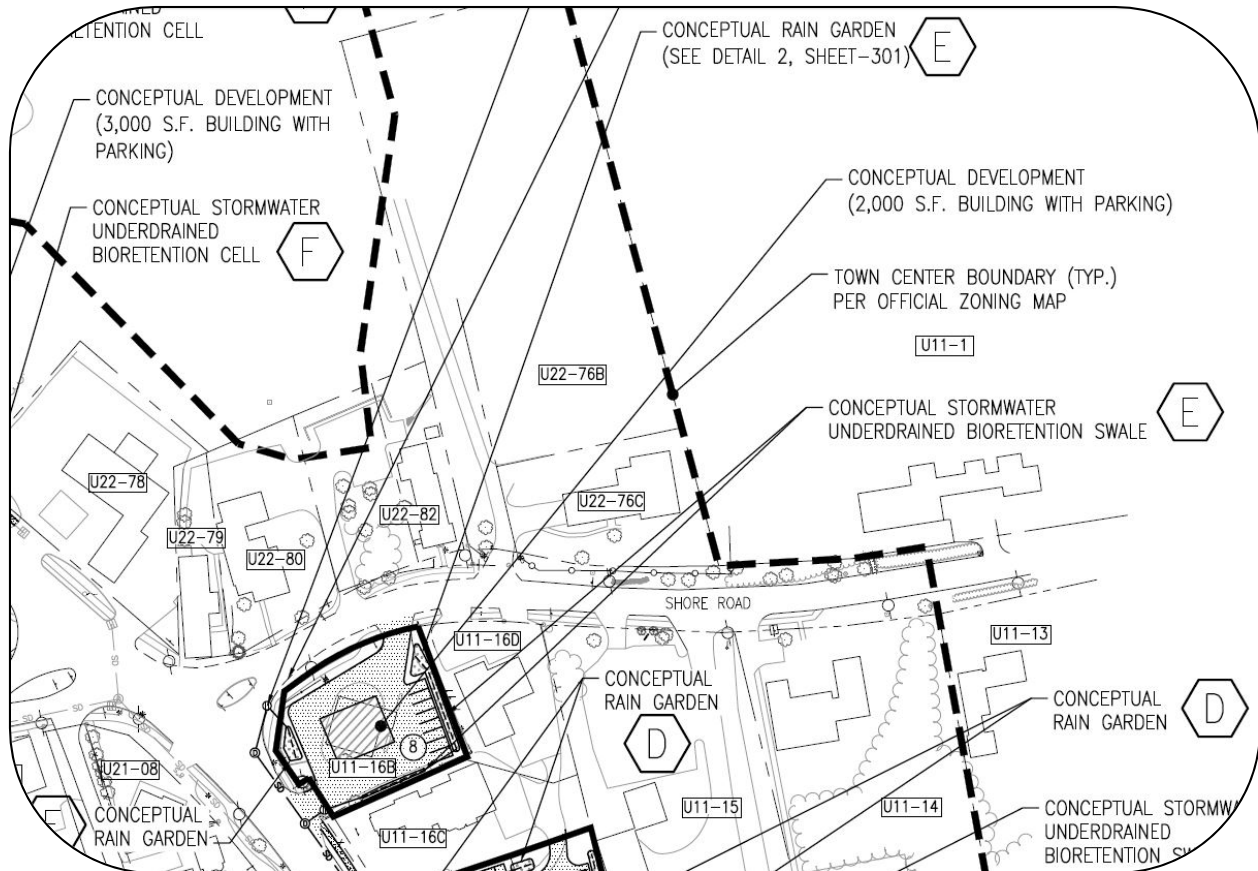 ETENTION CELL
CONCEPTUAL RAIN GARDEN
(SEE DETAIL 2, SHEET-301)
E
CONCEPTUAL DEVELOPMENT
(3,000 S.F. BUILDING WITH
PARKING)
CONCEPTUAL DEVELOPMENT
(2,000 S.F. BUILDING WITH PARKING)
CONCEPTUAL STORMWATER
UNDERDRAINED
BIORETENTION CELL
F
TOWN CENTER BOUNDARY (TYP.)
PER OFFICIAL ZONING MAP
U11-1
U22-76B
CONCEPTUAL STORMWATER
UNDERDRAINED BIORETENTION SWALE
E
U22-78
U22-76C
U22-82
U22-79
U22-80
SHORE ROAD
U11-16D
U11-13
CONCEPTUAL
RAIN GARDEN
D
CONCEPTUAL
RAIN GARDEN
D
8
U11-16B
U21-08
CONCEPTUAL
RAIN GARDEN
U11-16C
U11-15
U11-14
CONCEPTUAL
UNDERDRAINED
BIORETENTION
SD
SD
SD
SD